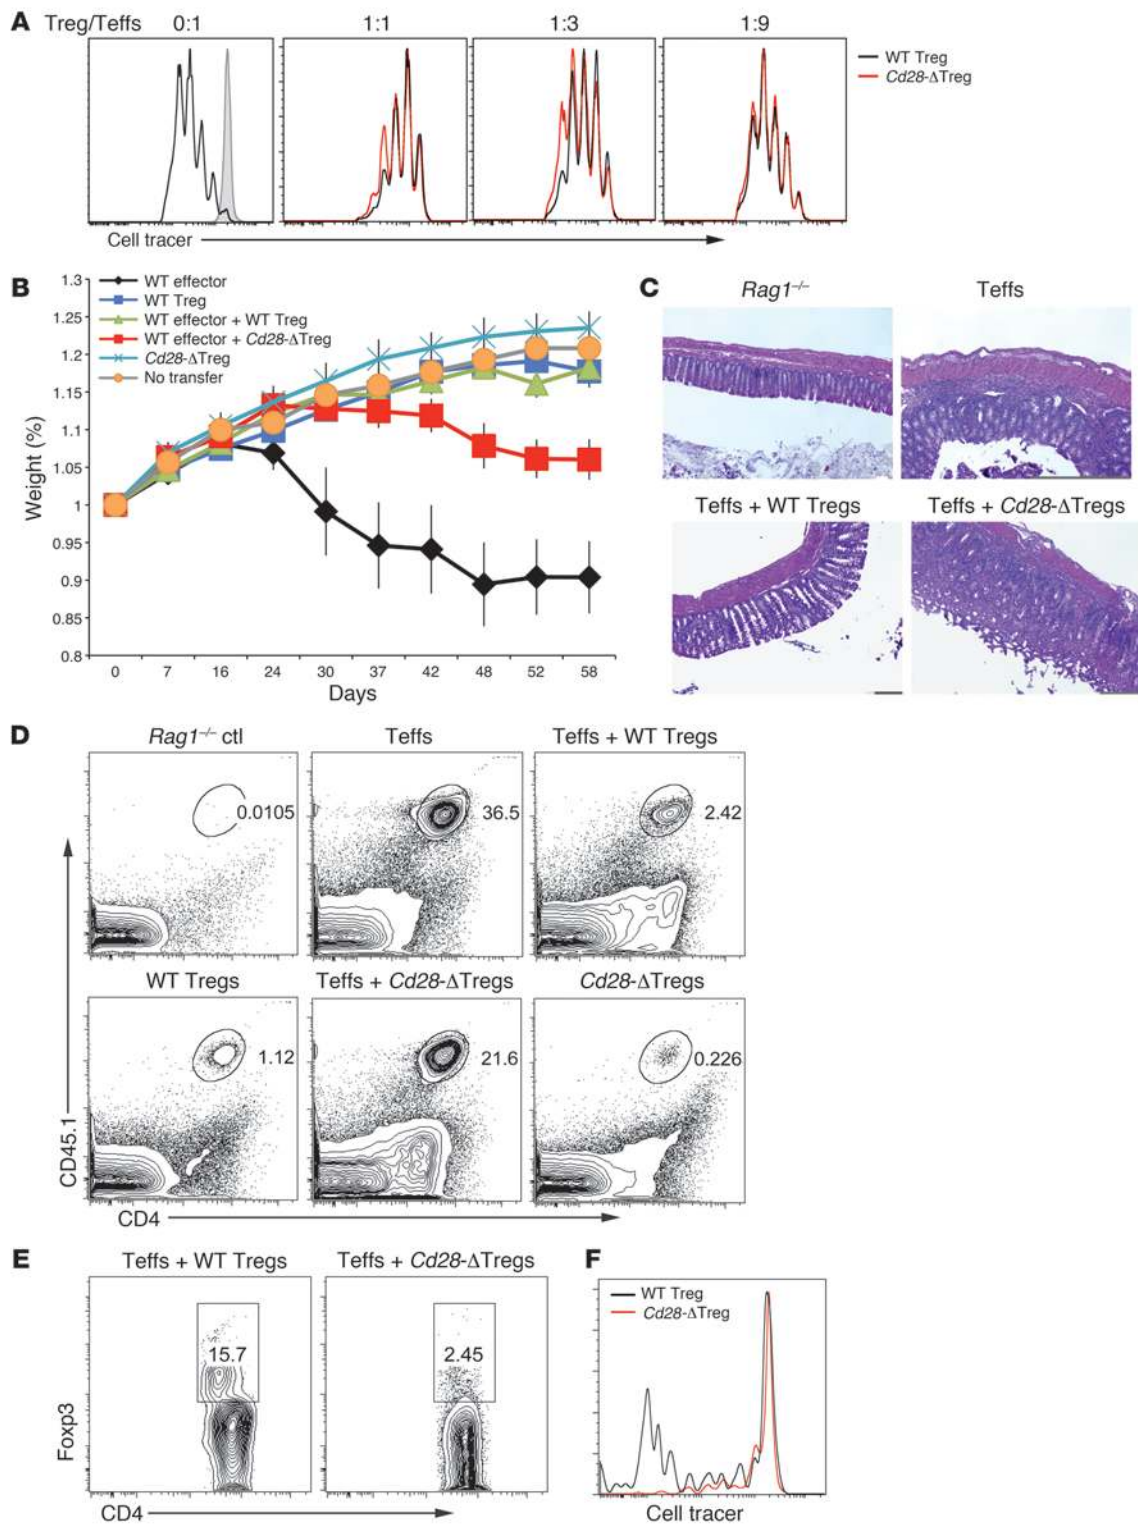 A
Treg/Teffs 0:1 1:1 1:3 1:9
WT Treg
Cd28-ΔTreg
Cell tracer
B
WT effector
WT Treg
WT effector + WT Treg
WT effector + Cd28-ΔTreg
Cd28-ΔTreg
No transfer
1.3
1.25
1.2
1.15
1.1
1.05
1
0.95
0.9
0.85
0.8
Weight (%)
0 7 16 24 30 37 42 48 52 58
Days
C
Rag1–/– Teffs
Teffs + WT Tregs Teffs + Cd28-ΔTregs
D
Rag1–/– ctl Teffs Teffs + WT Tregs
0.0105 36.5 2.42
WT Tregs Teffs + Cd28-ΔTregs Cd28-ΔTregs
1.12 21.6 0.226
CD45.1
CD4
E
Teffs + WT Tregs Teffs + Cd28-ΔTregs
15.7 2.45
Foxp3
CD4
F
WT Treg
Cd28-ΔTreg
Cell tracer